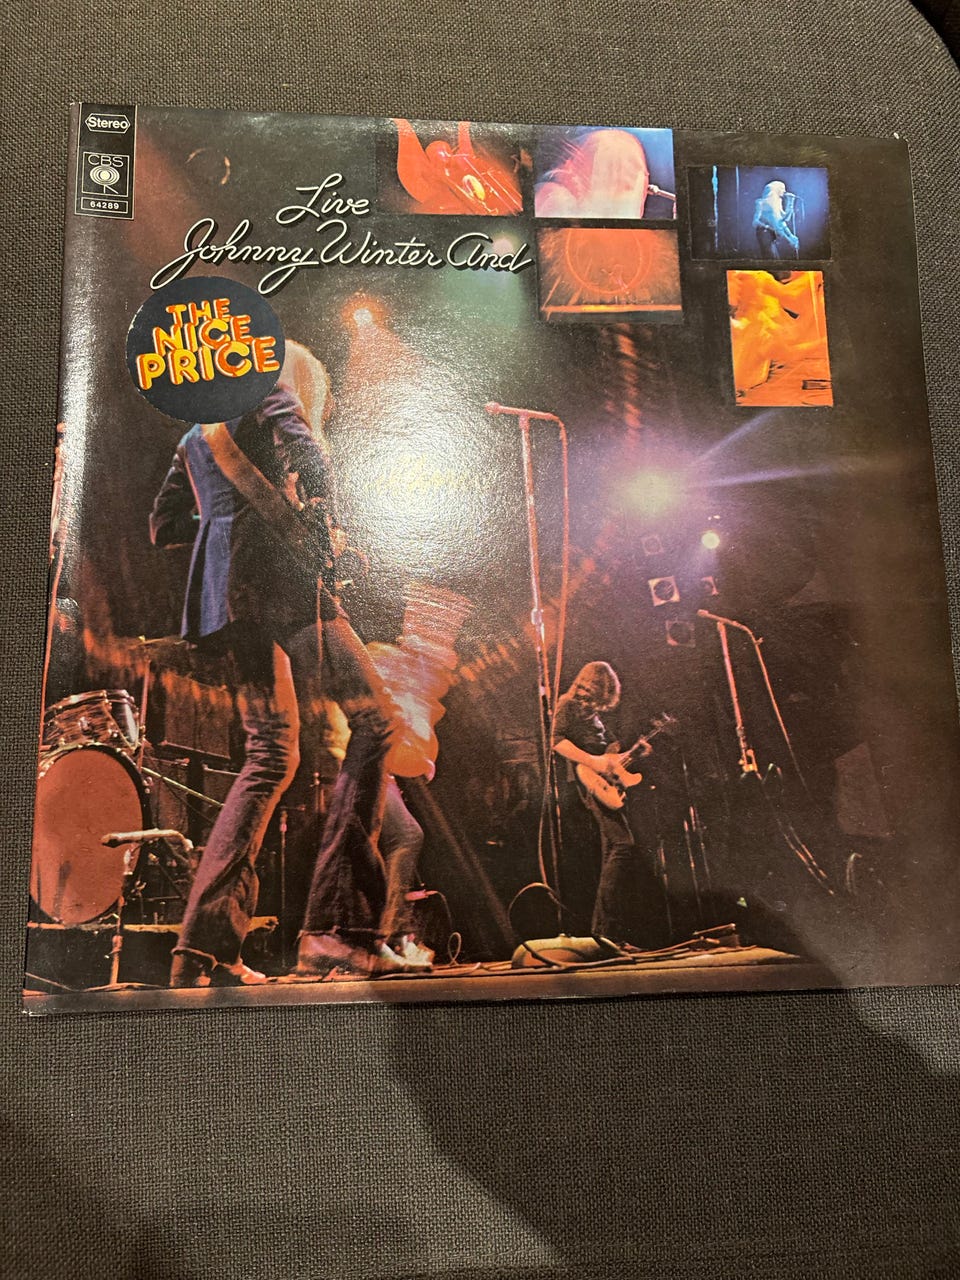 Stereo
CBS
64289
Live
Johnny Winter And
THE
NICE
PRICE